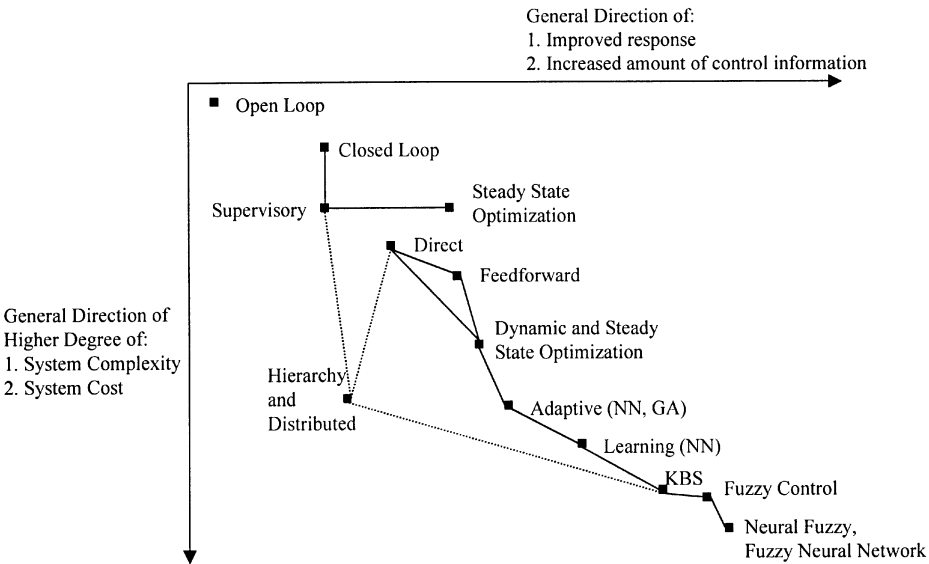 General Direction of:
1. Improved response
2. Increased amount of control information
Open Loop
Closed Loop
Supervisory
Steady State
Optimization
Direct
Feedforward
General Direction of
Higher Degree of:
1. System Complexity
2. System Cost
Dynamic and Steady
State Optimization
Hierarchy
and
Distributed
Adaptive (NN, GA)
Learning (NN)
KBS
Fuzzy Control
Neural Fuzzy,
Fuzzy Neural Network